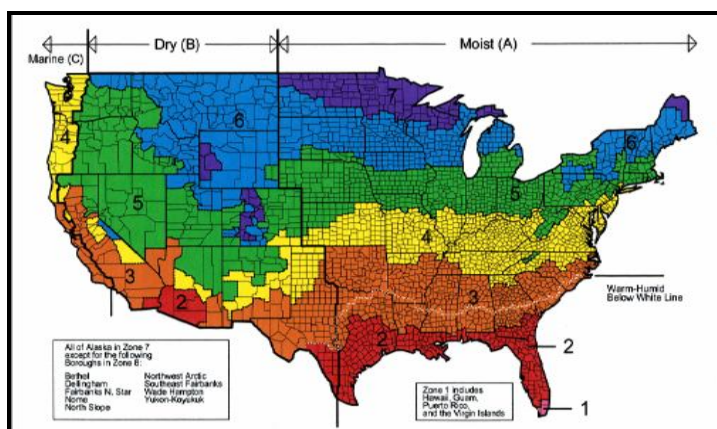 Marine (C)
Dry (B)
Moist (A)
7
6
6
4
5
5
4
3
3
2
2
Warm-Humid
Below White Line
2
1
All of Alaska in Zone 7
except for the following
Boroughs in Zone 8:
Bethel
Dellingham
Fairbanks N. Star
Nome
North Slope
Northwest Arctic
Southeast Fairbanks
Wade Hampton
Yukon-Koyukuk
Zone 1 includes
Hawaii, Guam,
Puerto Rico,
and the Virgin Islands